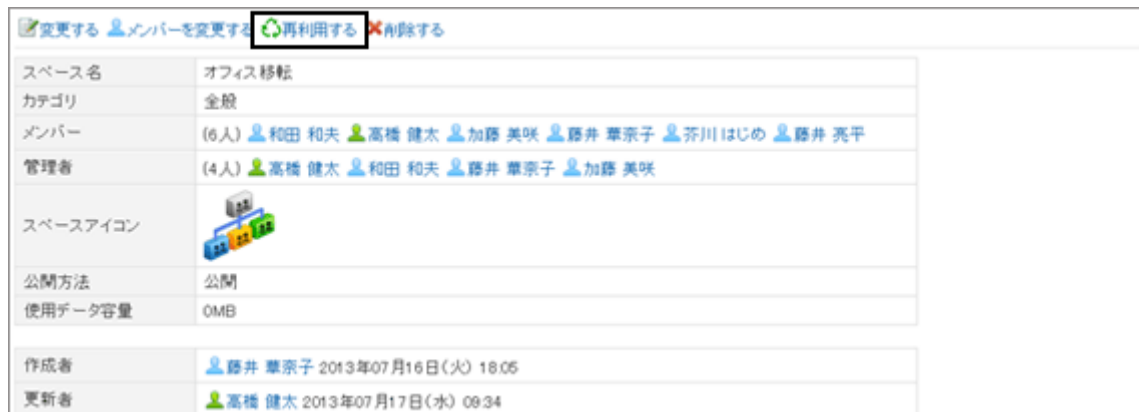 変更する メンバーを変更する 再利用する 削除する
スペース名 オフィス移転
カテゴリ 全般
メンバー (6人) 和田 和夫 高橋 健太 加藤 美咲 藤井 華奈子 芥川 はじめ 藤井 亮平
管理者 (4人) 高橋 健太 和田 和夫 藤井 華奈子 加藤 美咲
スペースアイコン
公開方法 公開
使用データ容量 0MB
作成者 藤井 華奈子 2013年07月16日(火) 18:05
更新者 高橋 健太 2013年07月17日(水) 09:34